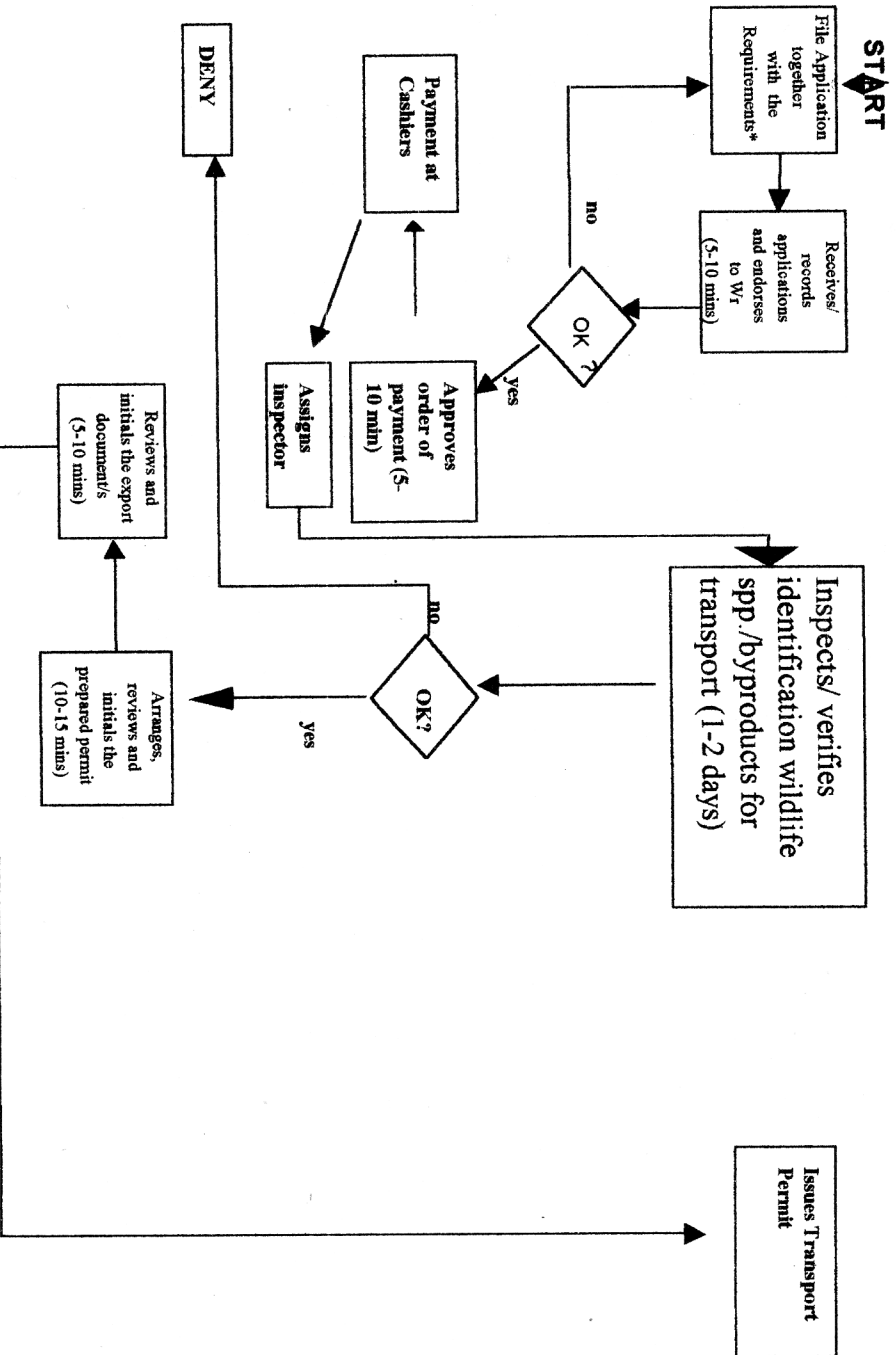 START
File Application
together
with the
Requirements*
Receives/
records
applications
and endorses
to Wr
(5-10 mins)
OK ?
no
yes
Approves
order of
payment (5-
10 min)
Payment at
Cashiers
Assigns
inspector
Inspects/ verifies
identification wildlife
spp./byproducts for
transport (1-2 days)
OK?
no
DENY
yes
Arranges,
reviews and
initials the
prepared permit
(10-15 mins)
Reviews and
initials the export
document/s
(5-10 mins)
Issues Transport
Permit